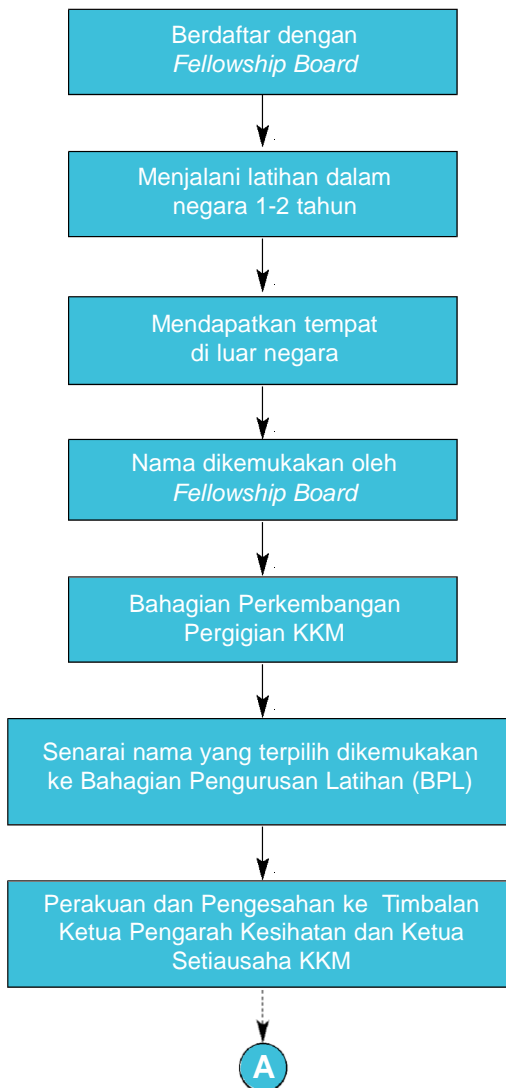 Berdaftar dengan
Fellowship Board
Menjalani latihan dalam
negara 1-2 tahun
Mendapatkan tempat
di luar negara
Nama dikemukakan oleh
Fellowship Board
Bahagian Perkembangan
Pergigian KKM
Senarai nama yang terpilih dikemukakan
ke Bahagian Pengurusan Latihan (BPL)
Perakuan dan Pengesahan ke Timbalan
Ketua Pengarah Kesihatan dan Ketua
Setiausaha KKM
A